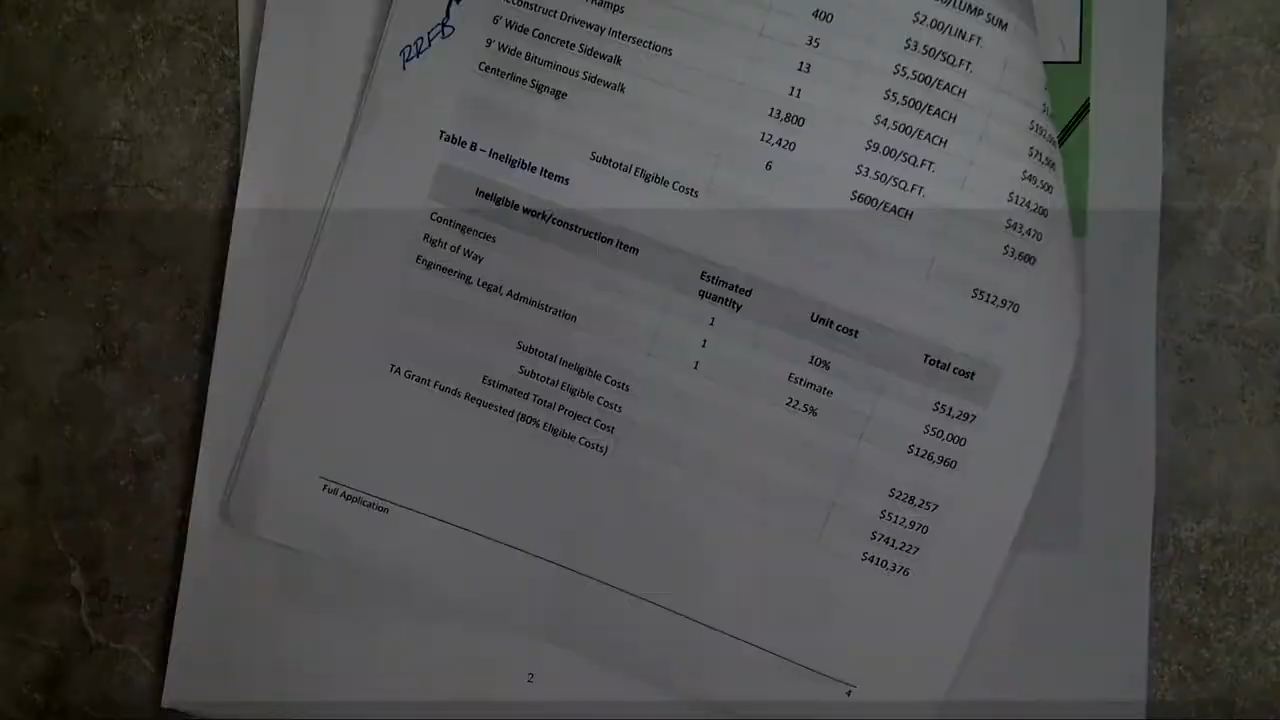 RRFB
Ramps 400 $2.00/LIN.FT.
Reconstruct Driveway Intersections 35 $3.50/SQ.FT.
6' Wide Concrete Sidewalk 13 $5,500/EACH
9' Wide Bituminous Sidewalk 11 $5,500/EACH
Centerline Signage 13,800 $4,500/EACH
12,420 $9.00/SQ.FT. $49,500
6 $3.50/SQ.FT. $124,200
$600/EACH $43,470
$3,600
Subtotal Eligible Costs $512,970
Table B – Ineligible Items
Ineligible work/construction item Estimated quantity Unit cost Total cost
Contingencies 1 10% $51,297
Right of Way 1 Estimate $50,000
Engineering, Legal, Administration 1 22.5% $126,960
Subtotal Ineligible Costs $228,257
Subtotal Eligible Costs $512,970
Estimated Total Project Cost $741,227
TA Grant Funds Requested (80% Eligible Costs) $410,376
Full Application 4
2